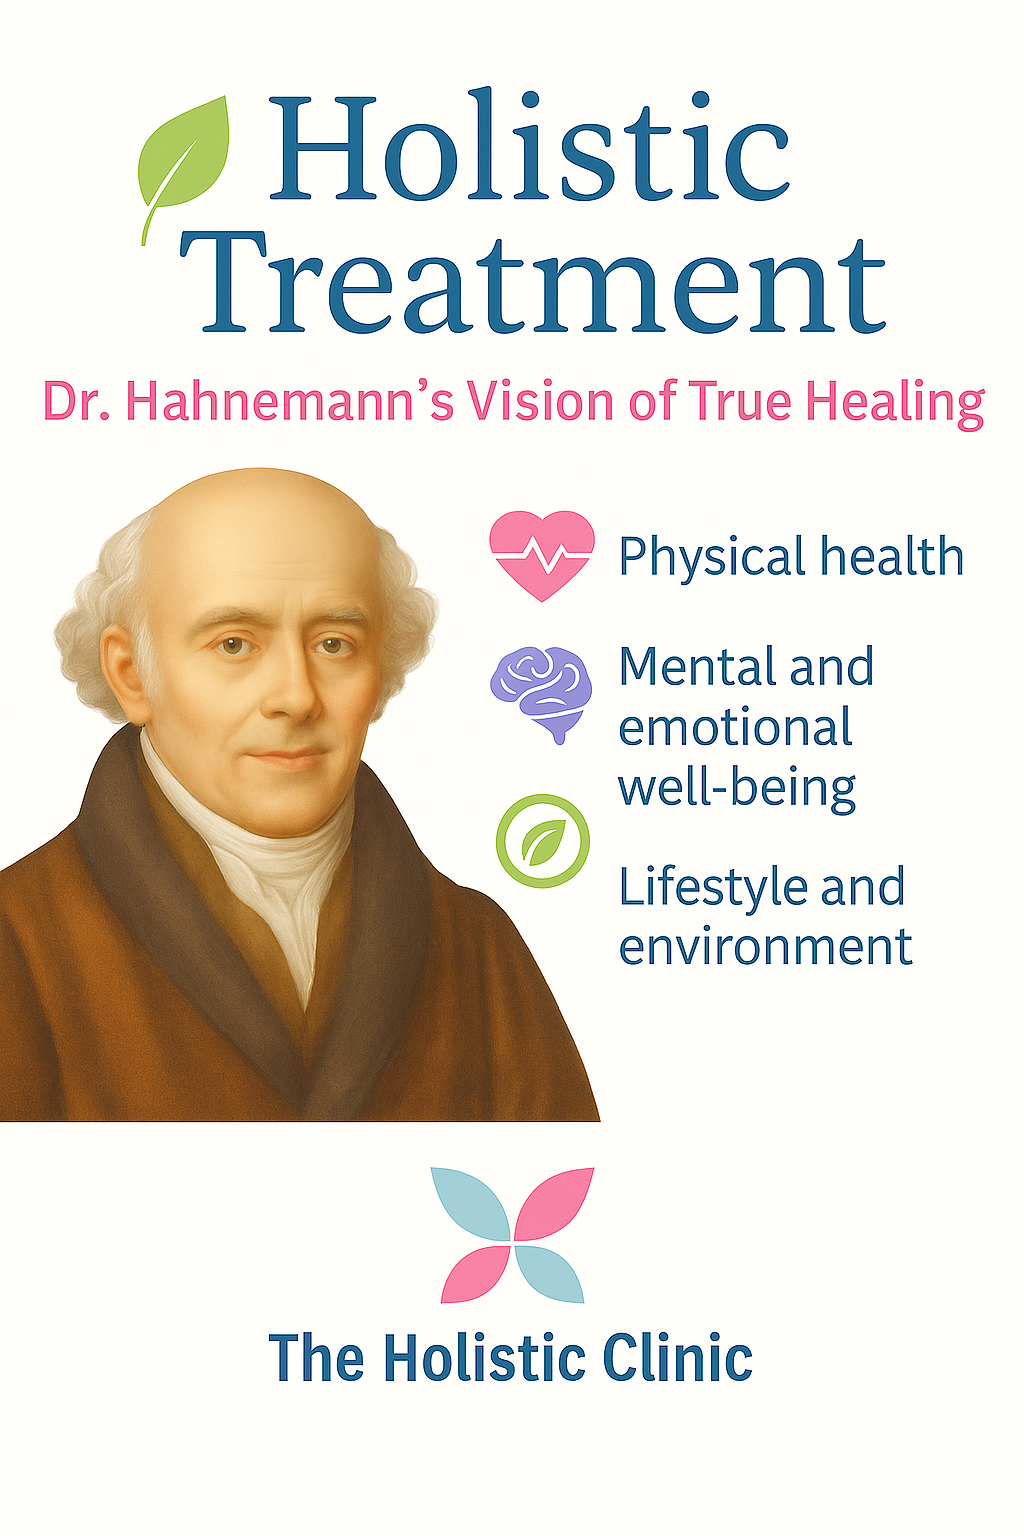 Holistic
Treatment
Dr. Hahnemann’s Vision of True Healing
Physical health
Mental and
emotional
well-being
Lifestyle and
environment
The Holistic Clinic